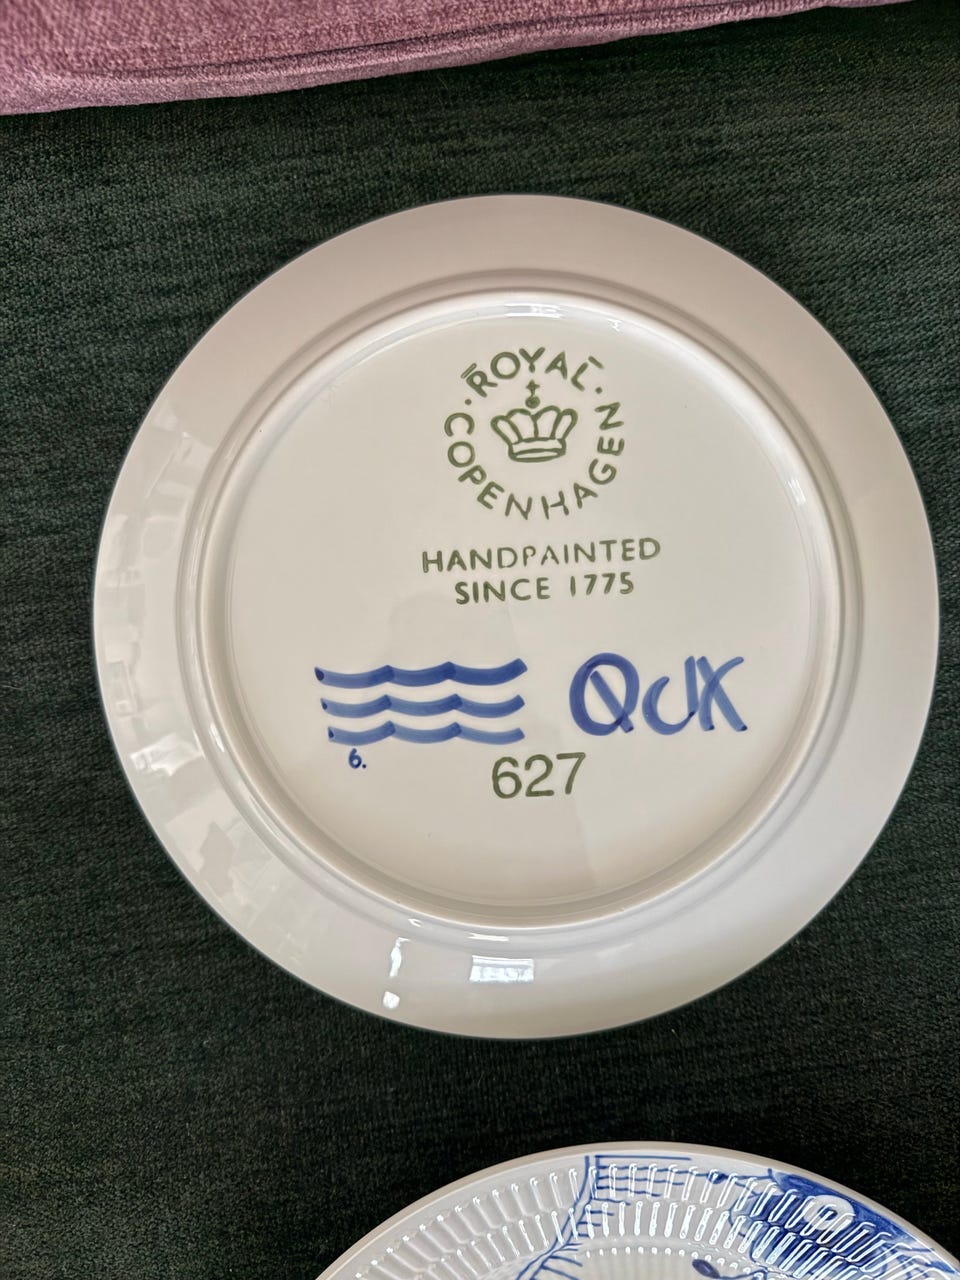 ROYAL
COPENHAGEN
HANDPAINTED
SINCE 1775
6.
627